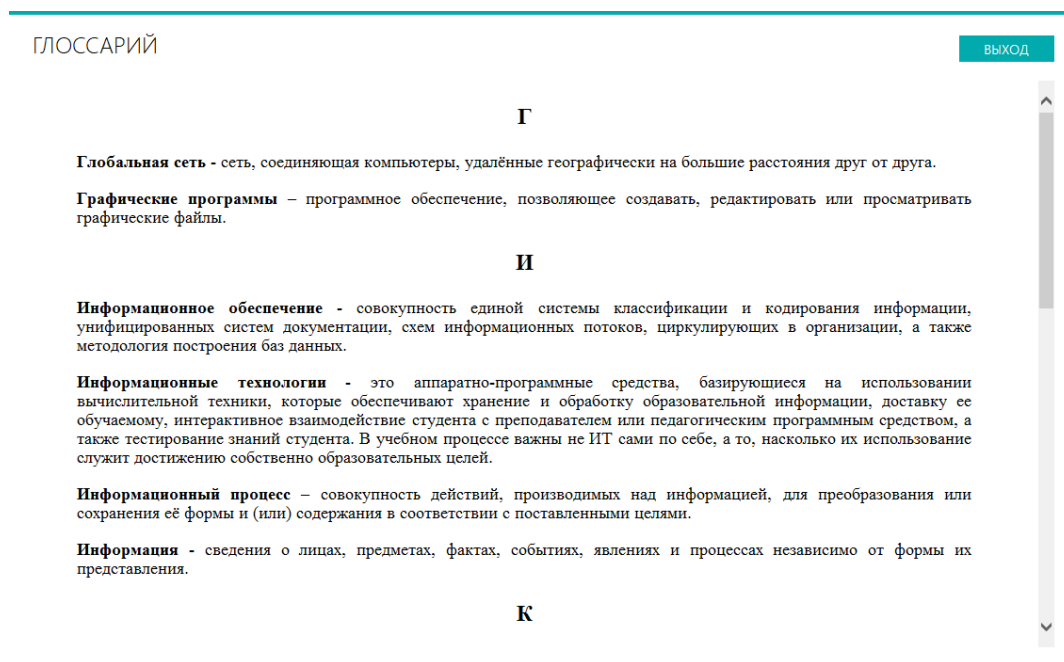 ГЛОССАРИЙ
ВЫХОД
Г
Глобальная сеть - сеть, соединяющая компьютеры, удалённые географически на большие расстояния друг от друга.
Графические программы – программное обеспечение, позволяющее создавать, редактировать или просматривать
графические файлы.
И
Информационное обеспечение - совокупность единой системы классификации и кодирования информации,
унифицированных систем документации, схем информационных потоков, циркулирующих в организации, а также
методология построения баз данных.
Информационные технологии - это аппаратно-программные средства, базирующиеся на использовании
вычислительной техники, которые обеспечивают хранение и обработку образовательной информации, доставку ее
обучаемому, интерактивное взаимодействие студента с преподавателем или педагогическим программным средством, а
также тестирование знаний студента. В учебном процессе важны не ИТ сами по себе, а то, насколько их использование
служит достижению собственно образовательных целей.
Информационный процесс – совокупность действий, производимых над информацией, для преобразования или
сохранения её формы и (или) содержания в соответствии с поставленными целями.
Информация - сведения о лицах, предметах, фактах, событиях, явлениях и процессах независимо от формы их
представления.
К